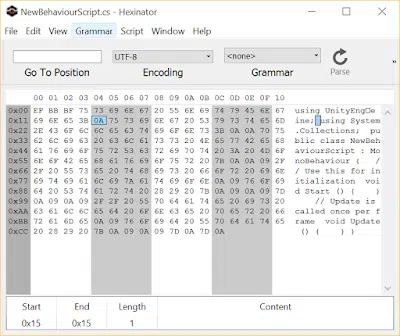 NewBehaviourScript.cs - Hexinator
File Edit View Grammar Script Window Help
UTF-8 <none>
Go To Position Encoding Grammar Parse
00 01 02 03 04 05 06 07 08 09 0A 0B 0C 0D 0E 0F 10
0x00 EF BB BF 75 73 69 6E 67 20 55 6E 69 74 79 45 6E 67 using UnityEng
0x11 69 6E 65 3B 0A 75 73 69 6E 67 20 53 79 73 74 65 6D ine; using System
0x22 2E 43 6F 6C 6C 65 63 74 69 6F 6E 73 3B 0A 0A 70 75 .Collections; pu
0x33 62 6C 69 63 20 63 6C 61 73 73 20 4E 65 77 42 65 68 blic class NewBeh
0x44 61 76 69 6F 75 72 53 63 72 69 70 74 20 3A 20 4D 6F aviourScript : Mo
0x55 6E 6F 42 65 68 61 76 69 6F 75 72 20 7B 0A 0A 09 2F noBehaviour { /
0x66 2F 20 55 73 65 20 74 68 69 73 20 66 6F 72 20 69 6E / Use this for in
0x77 69 74 69 61 6C 69 7A 61 74 69 6F 6E 0A 09 76 6F 69 itialization voi
0x88 64 20 53 74 61 72 74 20 28 29 20 7B 0A 09 0A 09 7D d Start () { }
0x99 0A 09 0A 09 2F 2F 20 55 70 64 61 74 65 20 69 73 20 // Update is
0xAA 63 61 6C 6C 65 64 20 6F 6E 63 65 20 70 65 72 20 66 called once per f
0xBB 72 61 6D 65 0A 09 76 6F 69 64 20 55 70 64 61 74 65 rame void Update
0xCC 20 28 29 20 7B 0A 09 0A 09 7D 0A 7D 0A () { } }
Start End Length Content
0x15 0x15 1